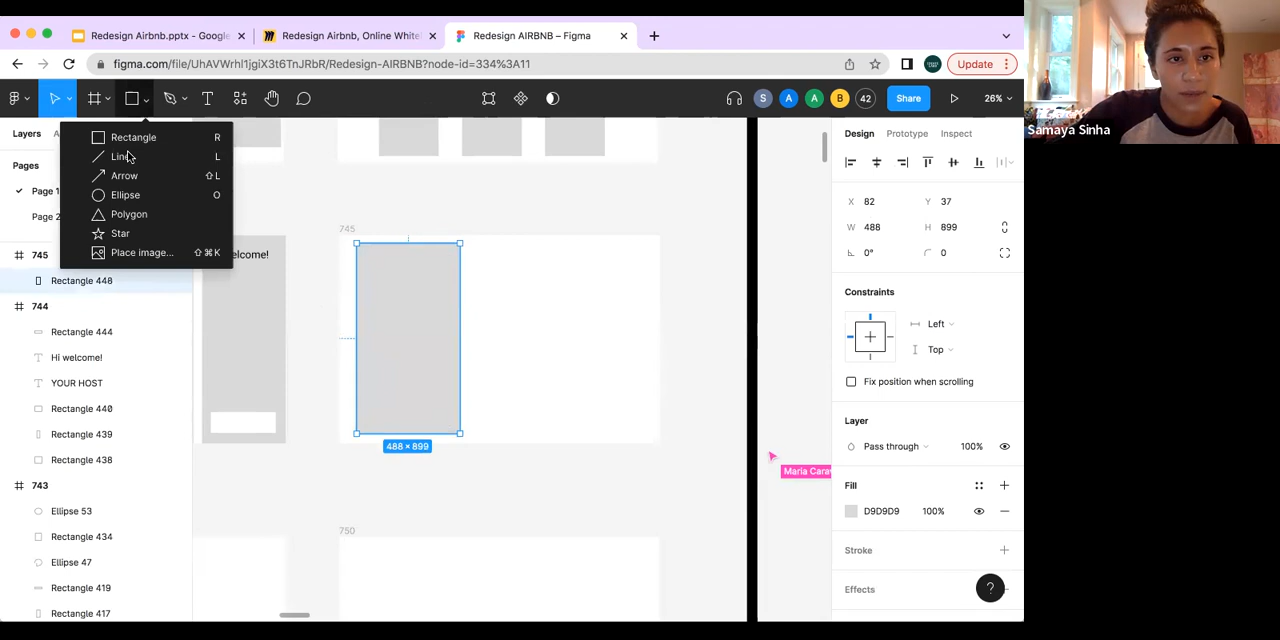 Redesign Airbnb.pptx - Google
Redesign Airbnb, Online White
Redesign AIRBNB – Figma
figma.com/file/UhAVWrhl1jgiX3t6TnJRbR/Redesign-AIRBNB?node-id=334%3A11
Update
S A A B 42
Share
26%
Layers
Pages
Page 1
Page 2
Rectangle R
Line L
Arrow ⇧L
Ellipse O
Polygon
Star
Place image... ⇧⌘K
745
Rectangle 448
744
Rectangle 444
Hi welcome!
YOUR HOST
Rectangle 440
Rectangle 439
Rectangle 438
743
Ellipse 53
Rectangle 434
Ellipse 47
Rectangle 419
Rectangle 417
elcome!
745
488 × 899
750
Maria Carav
Design Prototype Inspect
X 82 Y 37
W 488 H 899
0° 0
Constraints
Left
Top
Fix position when scrolling
Layer
Pass through 100%
Fill
D9D9D9 100%
Stroke
Effects
?
Samaya Sinha